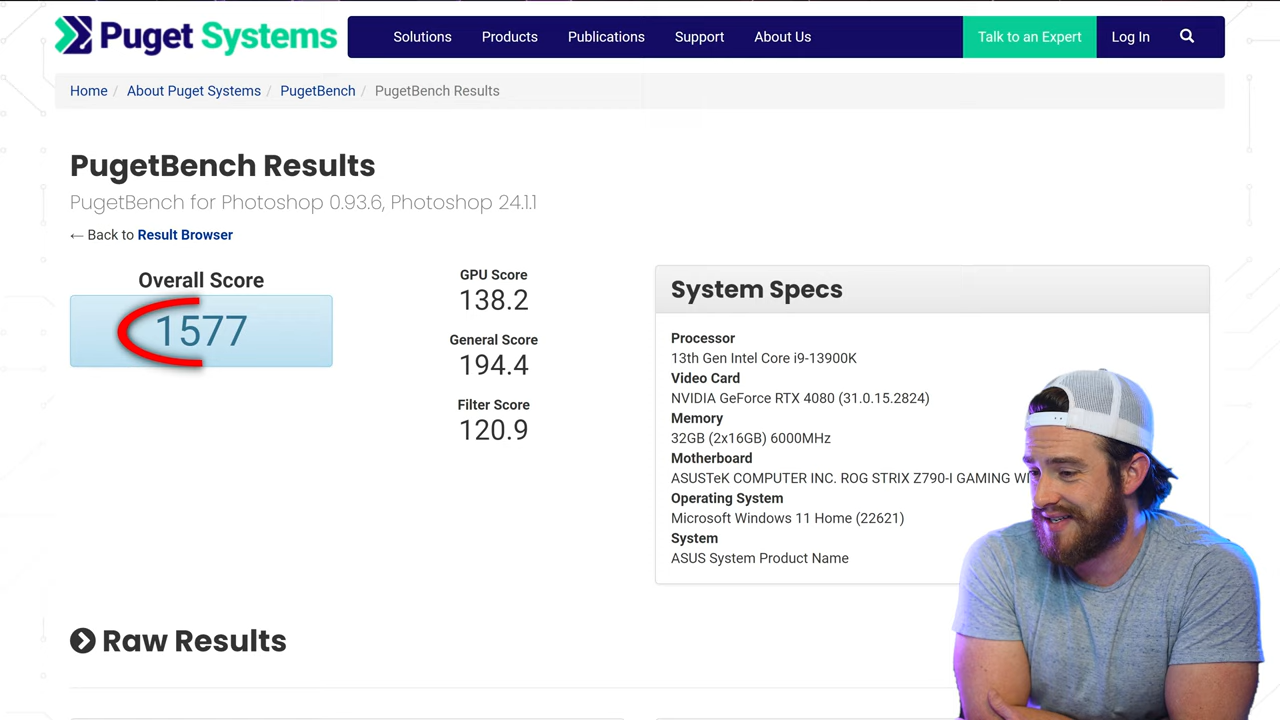 Puget Systems
Solutions Products Publications Support About Us Talk to an Expert Log In
Home / About Puget Systems / PugetBench / PugetBench Results
PugetBench Results
PugetBench for Photoshop 0.93.6, Photoshop 24.1.1
← Back to Result Browser
Overall Score
1577
GPU Score
138.2
General Score
194.4
Filter Score
120.9
System Specs
Processor
13th Gen Intel Core i9-13900K
Video Card
NVIDIA GeForce RTX 4080 (31.0.15.2824)
Memory
32GB (2x16GB) 6000MHz
Motherboard
ASUSTeK COMPUTER INC. ROG STRIX Z790-I GAMING
Operating System
Microsoft Windows 11 Home (22621)
System
ASUS System Product Name
Raw Results